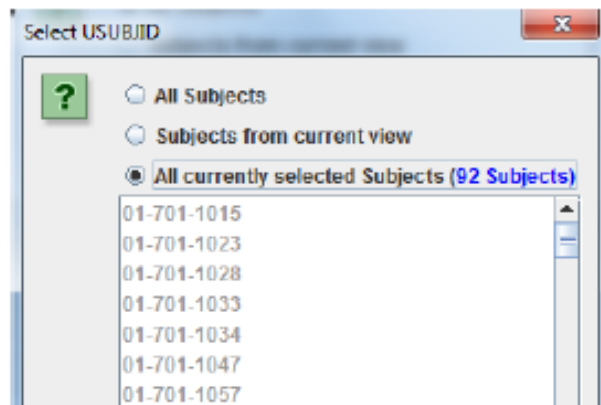 Select USUBJID
?
All Subjects
Subjects from current view
All currently selected Subjects (92 Subjects)
01-701-1015
01-701-1023
01-701-1028
01-701-1033
01-701-1034
01-701-1047
01-701-1057